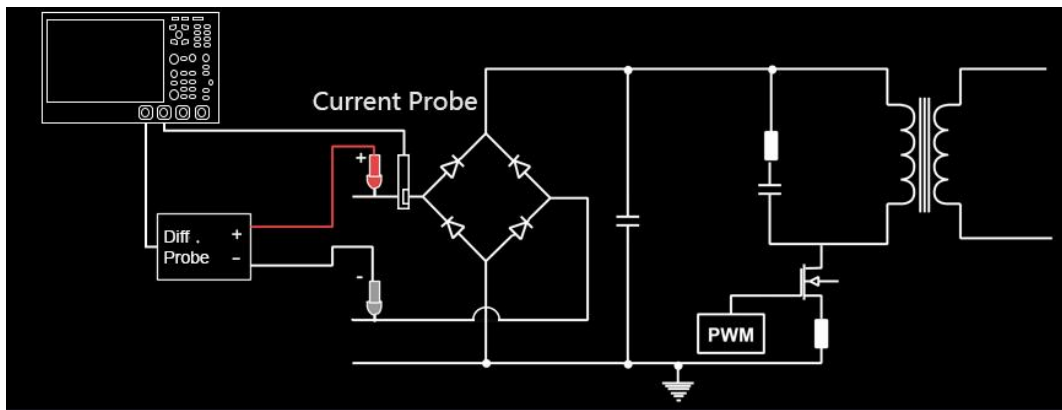 Current Probe
+
Diff .
Probe
+
-
-
PWM